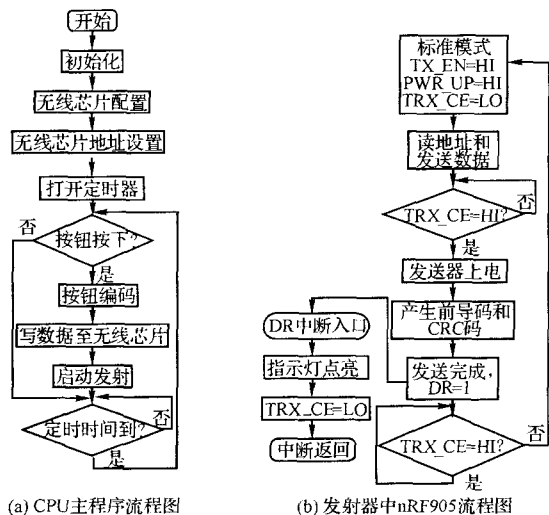 开始
初始化
无线芯片配置
无线芯片地址设置
打开定时器
否
按钮按下?
是
按钮编码
写数据至无线芯片
启动发射
定时时间到?
否
是
(a) CPU主程序流程图
标准模式
TX_EN=HI
PWR_UP=HI
TRX_CE=LO
读地址和
发送数据
TRX_CE=HI?
否
是
发送器上电
产生前导码和
CRC码
发送完成,
DR=1
TRX_CE=HI?
否
是
DR中断入口
指示灯点亮
TRX_CE=LO
中断返回
(b) 发射器中nRF905流程图